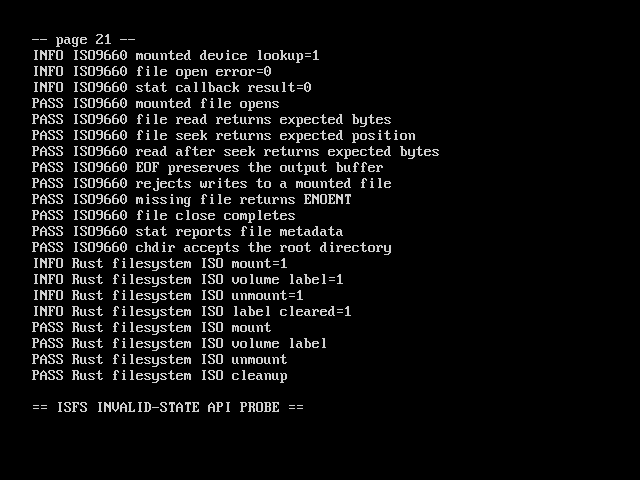 -- page 21 --
INFO ISO9660 mounted device lookup=1
INFO ISO9660 file open error=0
INFO ISO9660 stat callback result=0
PASS ISO9660 mounted file opens
PASS ISO9660 file read returns expected bytes
PASS ISO9660 file seek returns expected position
PASS ISO9660 read after seek returns expected bytes
PASS ISO9660 EOF preserves the output buffer
PASS ISO9660 rejects writes to a mounted file
PASS ISO9660 missing file returns ENOENT
PASS ISO9660 file close completes
PASS ISO9660 stat reports file metadata
PASS ISO9660 chdir accepts the root directory
INFO Rust filesystem ISO mount=1
INFO Rust filesystem ISO volume label=1
INFO Rust filesystem ISO unmount=1
INFO Rust filesystem ISO label cleared=1
PASS Rust filesystem ISO mount
PASS Rust filesystem ISO volume label
PASS Rust filesystem ISO unmount
PASS Rust filesystem ISO cleanup
== ISFS INVALID-STATE API PROBE ==